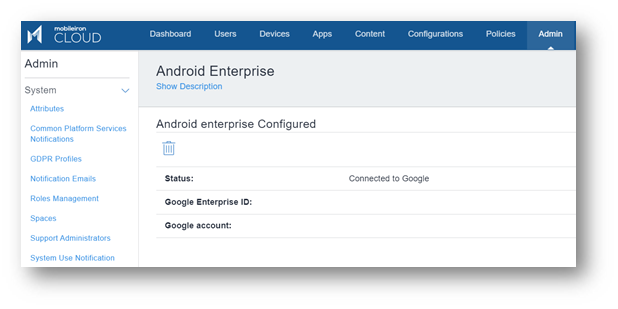 mobileiron
CLOUD
Dashboard Users Devices Apps Content Configurations Policies Admin
Admin
System
Attributes
Common Platform Services
Notifications
GDPR Profiles
Notification Emails
Roles Management
Spaces
Support Administrators
System Use Notification
Android Enterprise
Show Description
Android enterprise Configured
Status: Connected to Google
Google Enterprise ID:
Google account: